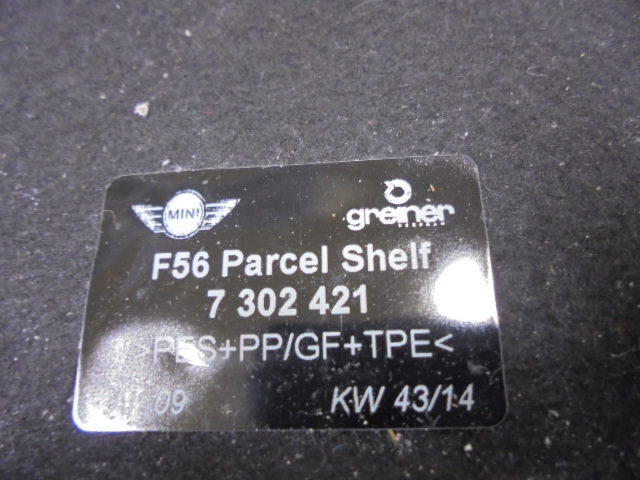 MINI
greiner
F56 Parcel Shelf
7 302 421
PES+PP/GF+TPE<
09 KW 43/14